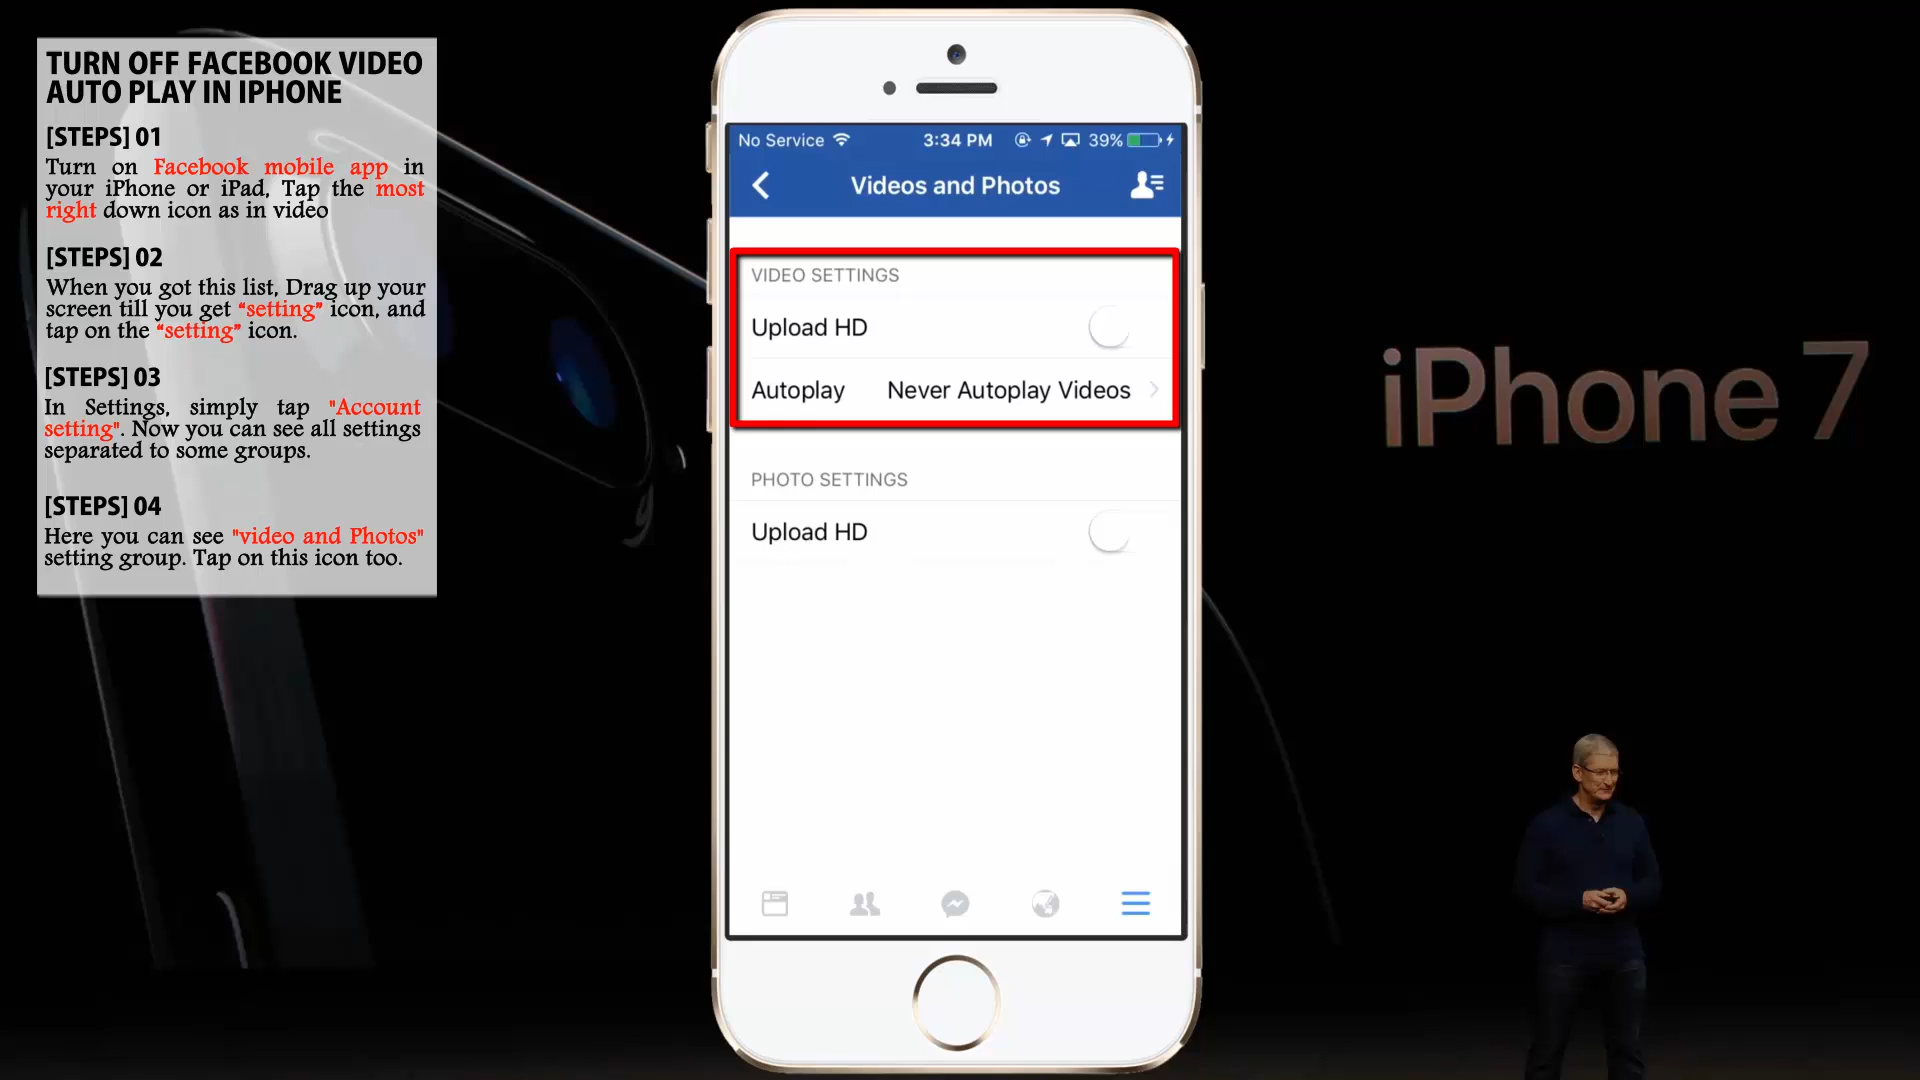 TURN OFF FACEBOOK VIDEO
AUTO PLAY IN IPHONE
[STEPS] 01
Turn on Facebook mobile app in
your iPhone or iPad, Tap the most
right down icon as in video
[STEPS] 02
When you got this list, Drag up your
screen till you get “setting” icon, and
tap on the “setting” icon.
[STEPS] 03
In Settings, simply tap "Account
setting". Now you can see all settings
separated to some groups.
[STEPS] 04
Here you can see "video and Photos"
setting group. Tap on this icon too.
No Service 3:34 PM 39%
Videos and Photos
VIDEO SETTINGS
Upload HD
Autoplay Never Autoplay Videos
PHOTO SETTINGS
Upload HD
iPhone 7